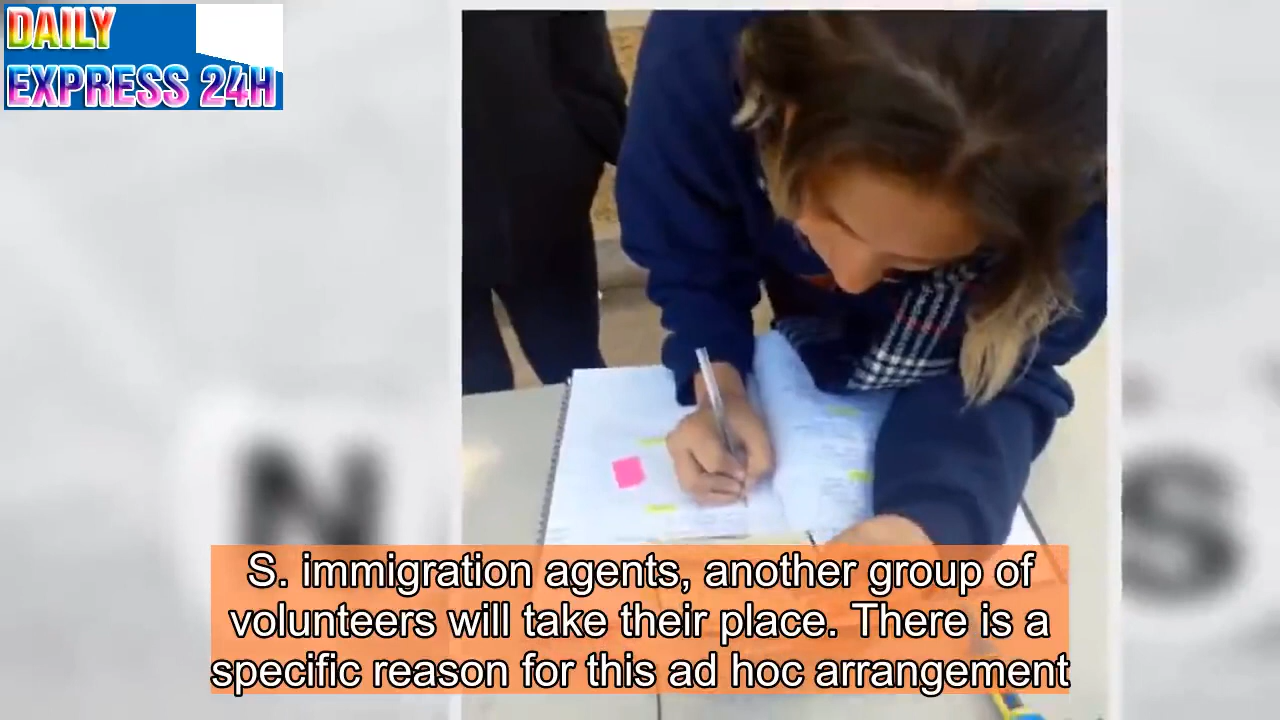 DAILY
EXPRESS 24H
N
S
S. immigration agents, another group of
volunteers will take their place. There is a
specific reason for this ad hoc arrangement